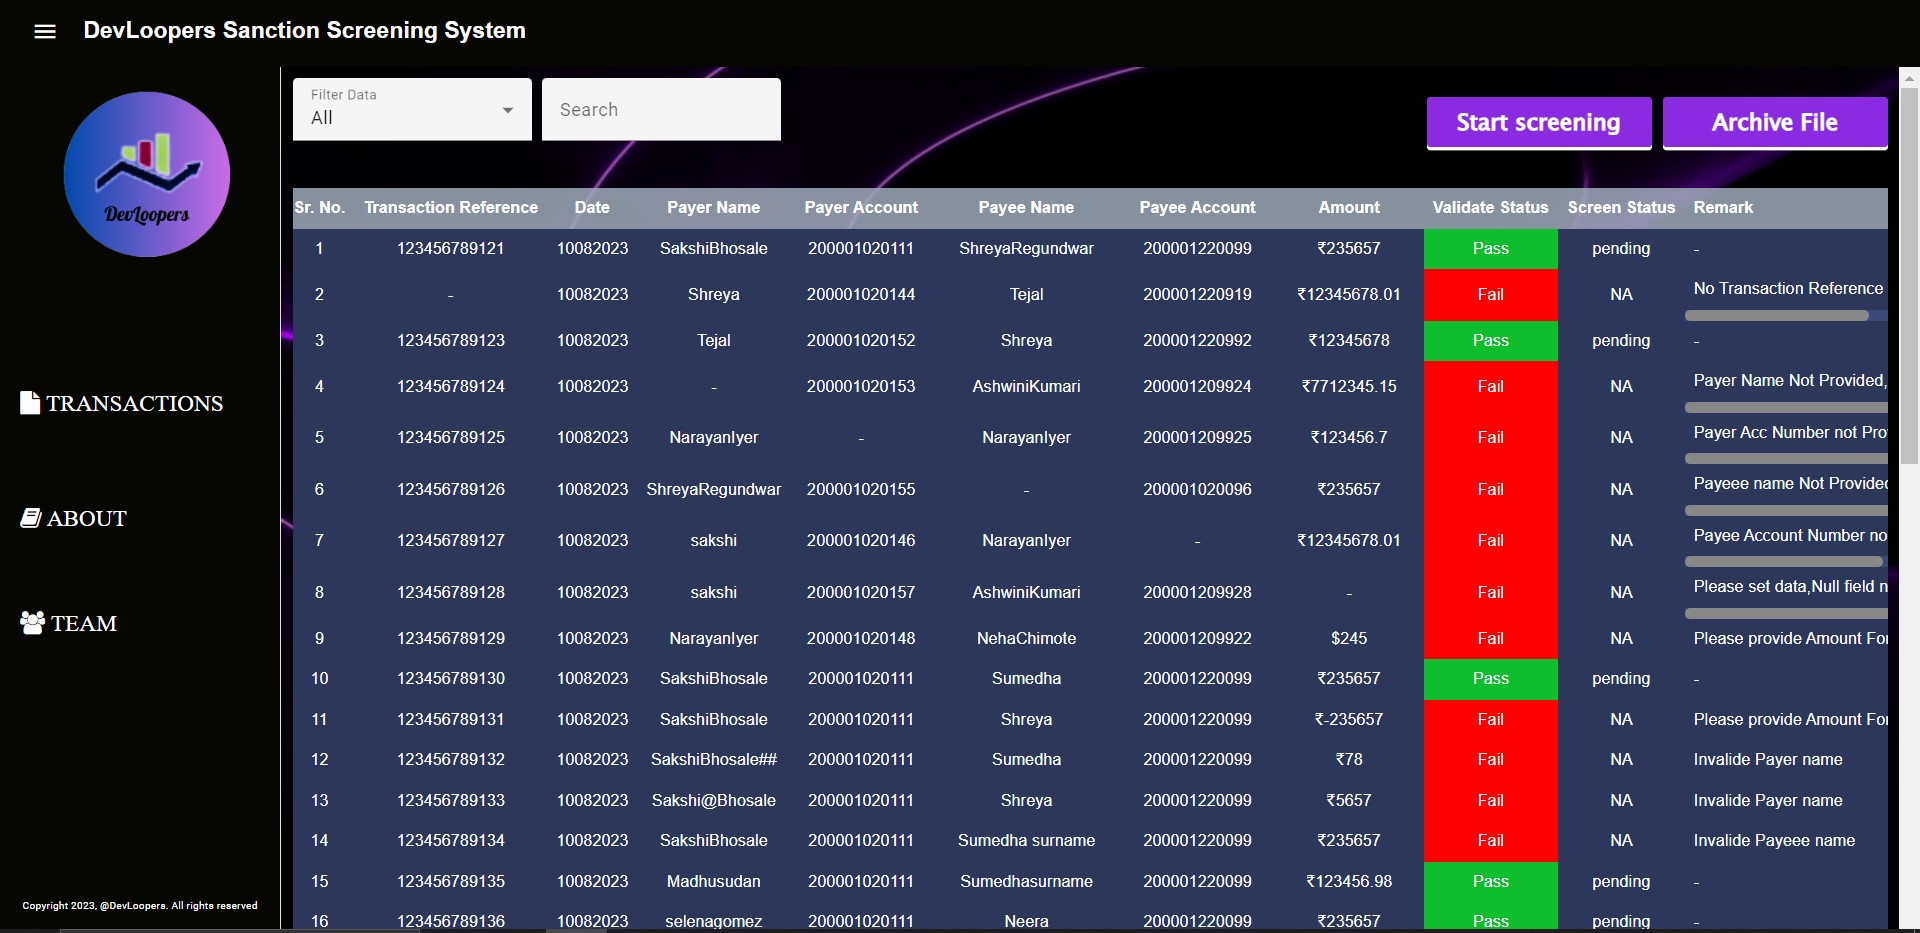 DevLoopers Sanction Screening System
DevLoopers
TRANSACTIONS
ABOUT
TEAM
Copyright 2023, @DevLoopers. All rights reserved
Filter Data
All
Search
Start screening
Archive File
Sr. No. Transaction Reference Date Payer Name Payer Account Payee Name Payee Account Amount Validate Status Screen Status Remark
1 123456789121 10082023 SakshiBhosale 200001020111 ShreyaRegundwar 200001220099 ₹235657 Pass pending -
2 - 10082023 Shreya 200001020144 Tejal 200001220919 ₹12345678.01 Fail NA No Transaction Reference
3 123456789123 10082023 Tejal 200001020152 Shreya 200001220992 ₹12345678 Pass pending -
4 123456789124 10082023 - 200001020153 AshwiniKumari 200001209924 ₹7712345.15 Fail NA Payer Name Not Provided,
5 123456789125 10082023 NarayanIyer - NarayanIyer 200001209925 ₹123456.7 Fail NA Payer Acc Number not Pro
6 123456789126 10082023 ShreyaRegundwar 200001020155 - 200001020096 ₹235657 Fail NA Payeee name Not Provided
7 123456789127 10082023 sakshi 200001020146 NarayanIyer - ₹12345678.01 Fail NA Payee Account Number no
8 123456789128 10082023 sakshi 200001020157 AshwiniKumari 200001209928 - Fail NA Please set data,Null field n
9 123456789129 10082023 NarayanIyer 200001020148 NehaChimote 200001209922 $245 Fail NA Please provide Amount For
10 123456789130 10082023 SakshiBhosale 200001020111 Sumedha 200001220099 ₹235657 Pass pending -
11 123456789131 10082023 SakshiBhosale 200001020111 Shreya 200001220099 ₹-235657 Fail NA Please provide Amount For
12 123456789132 10082023 SakshiBhosale## 200001020111 Sumedha 200001220099 ₹78 Fail NA Invalide Payer name
13 123456789133 10082023 Sakshi@Bhosale 200001020111 Shreya 200001220099 ₹5657 Fail NA Invalide Payer name
14 123456789134 10082023 SakshiBhosale 200001020111 Sumedha surname 200001220099 ₹235657 Fail NA Invalide Payeee name
15 123456789135 10082023 Madhusudan 200001020111 Sumedhasurname 200001220099 ₹123456.98 Pass pending -
16 123456789136 10082023 selenagomez 200001020111 Neera 200001220099 ₹235657 Pass pending -